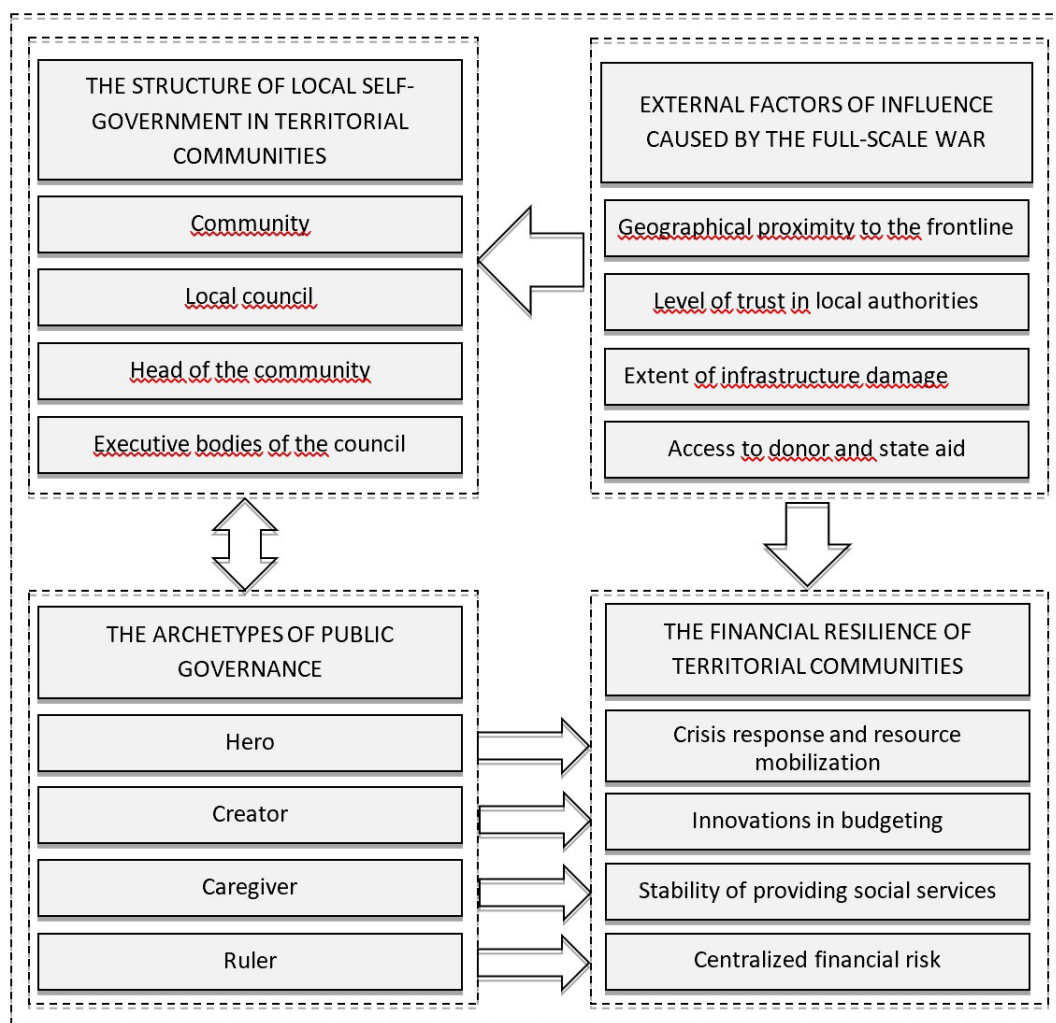 THE STRUCTURE OF LOCAL SELF-
GOVERNMENT IN TERRITORIAL
COMMUNITIES
Community
Local council
Head of the community
Executive bodies of the council
EXTERNAL FACTORS OF INFLUENCE
CAUSED BY THE FULL-SCALE WAR
Geographical proximity to the frontline
Level of trust in local authorities
Extent of infrastructure damage
Access to donor and state aid
THE ARCHETYPES OF PUBLIC
GOVERNANCE
Hero
Creator
Caregiver
Ruler
THE FINANCIAL RESILIENCE OF
TERRITORIAL COMMUNITIES
Crisis response and resource
mobilization
Innovations in budgeting
Stability of providing social services
Centralized financial risk